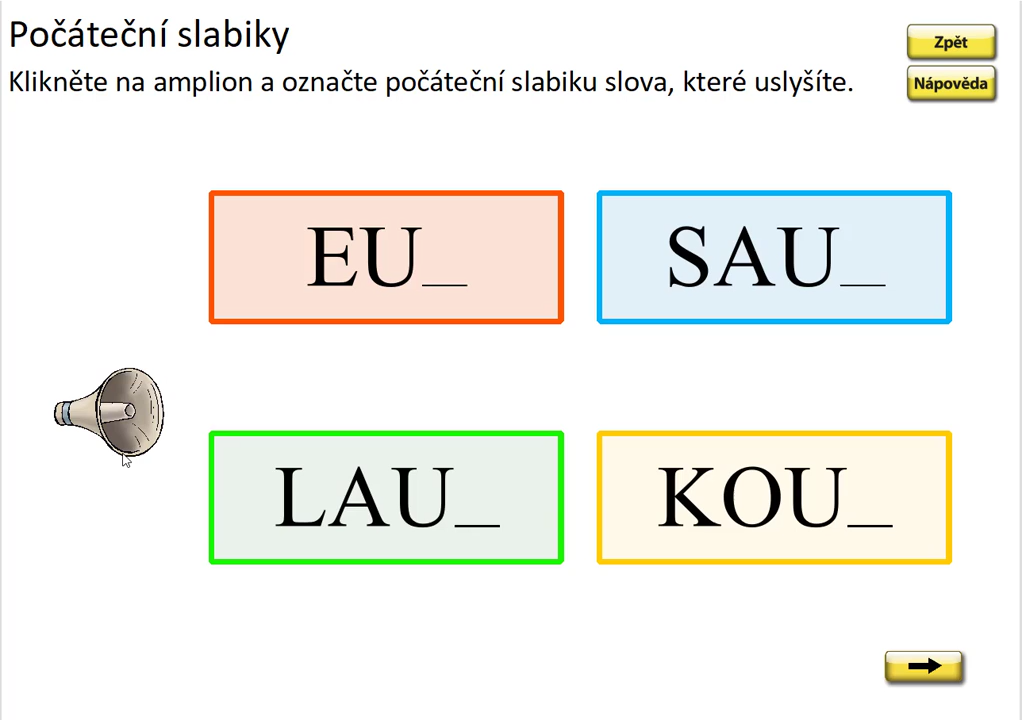 Počáteční slabiky
Klikněte na amplion a označte počáteční slabiku slova, které uslyšíte.
Zpět
Nápověda
EU_
SAU_
LAU_
KOU_